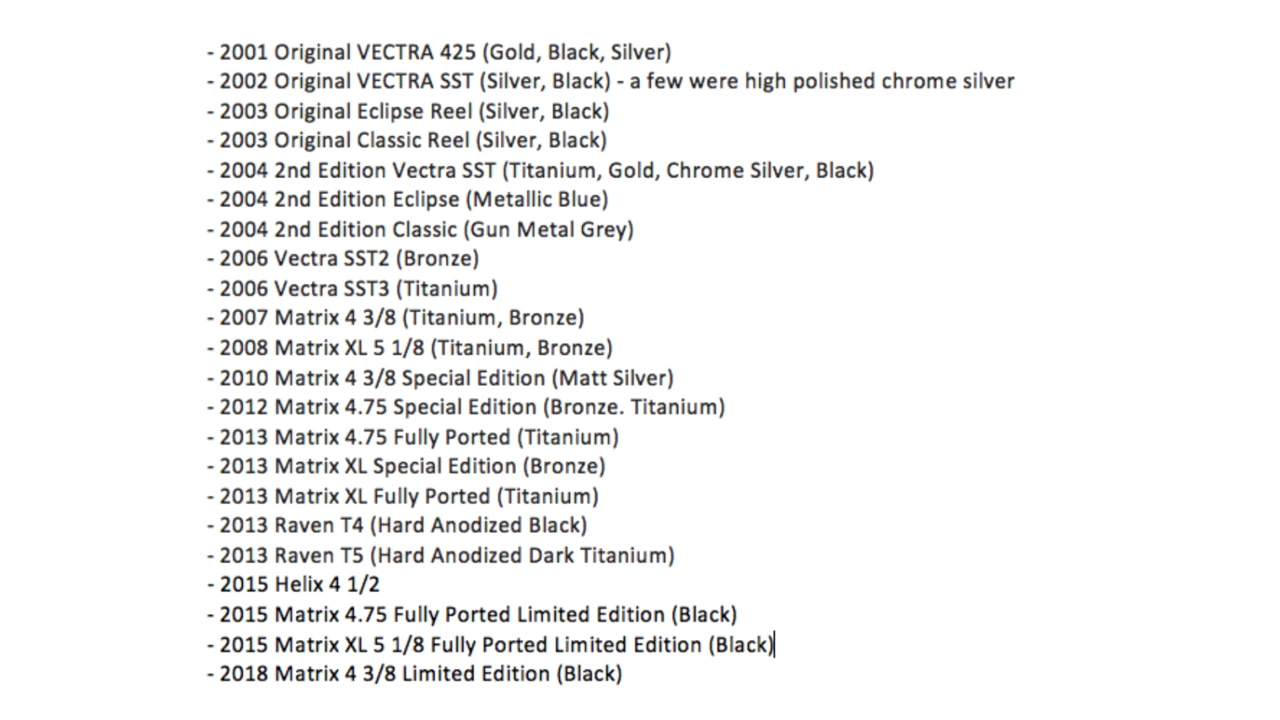 - 2001 Original VECTRA 425 (Gold, Black, Silver)
- 2002 Original VECTRA SST (Silver, Black) - a few were high polished chrome silver
- 2003 Original Eclipse Reel (Silver, Black)
- 2003 Original Classic Reel (Silver, Black)
- 2004 2nd Edition Vectra SST (Titanium, Gold, Chrome Silver, Black)
- 2004 2nd Edition Eclipse (Metallic Blue)
- 2004 2nd Edition Classic (Gun Metal Grey)
- 2006 Vectra SST2 (Bronze)
- 2006 Vectra SST3 (Titanium)
- 2007 Matrix 4 3/8 (Titanium, Bronze)
- 2008 Matrix XL 5 1/8 (Titanium, Bronze)
- 2010 Matrix 4 3/8 Special Edition (Matt Silver)
- 2012 Matrix 4.75 Special Edition (Bronze. Titanium)
- 2013 Matrix 4.75 Fully Ported (Titanium)
- 2013 Matrix XL Special Edition (Bronze)
- 2013 Matrix XL Fully Ported (Titanium)
- 2013 Raven T4 (Hard Anodized Black)
- 2013 Raven T5 (Hard Anodized Dark Titanium)
- 2015 Helix 4 1/2
- 2015 Matrix 4.75 Fully Ported Limited Edition (Black)
- 2015 Matrix XL 5 1/8 Fully Ported Limited Edition (Black)
- 2018 Matrix 4 3/8 Limited Edition (Black)